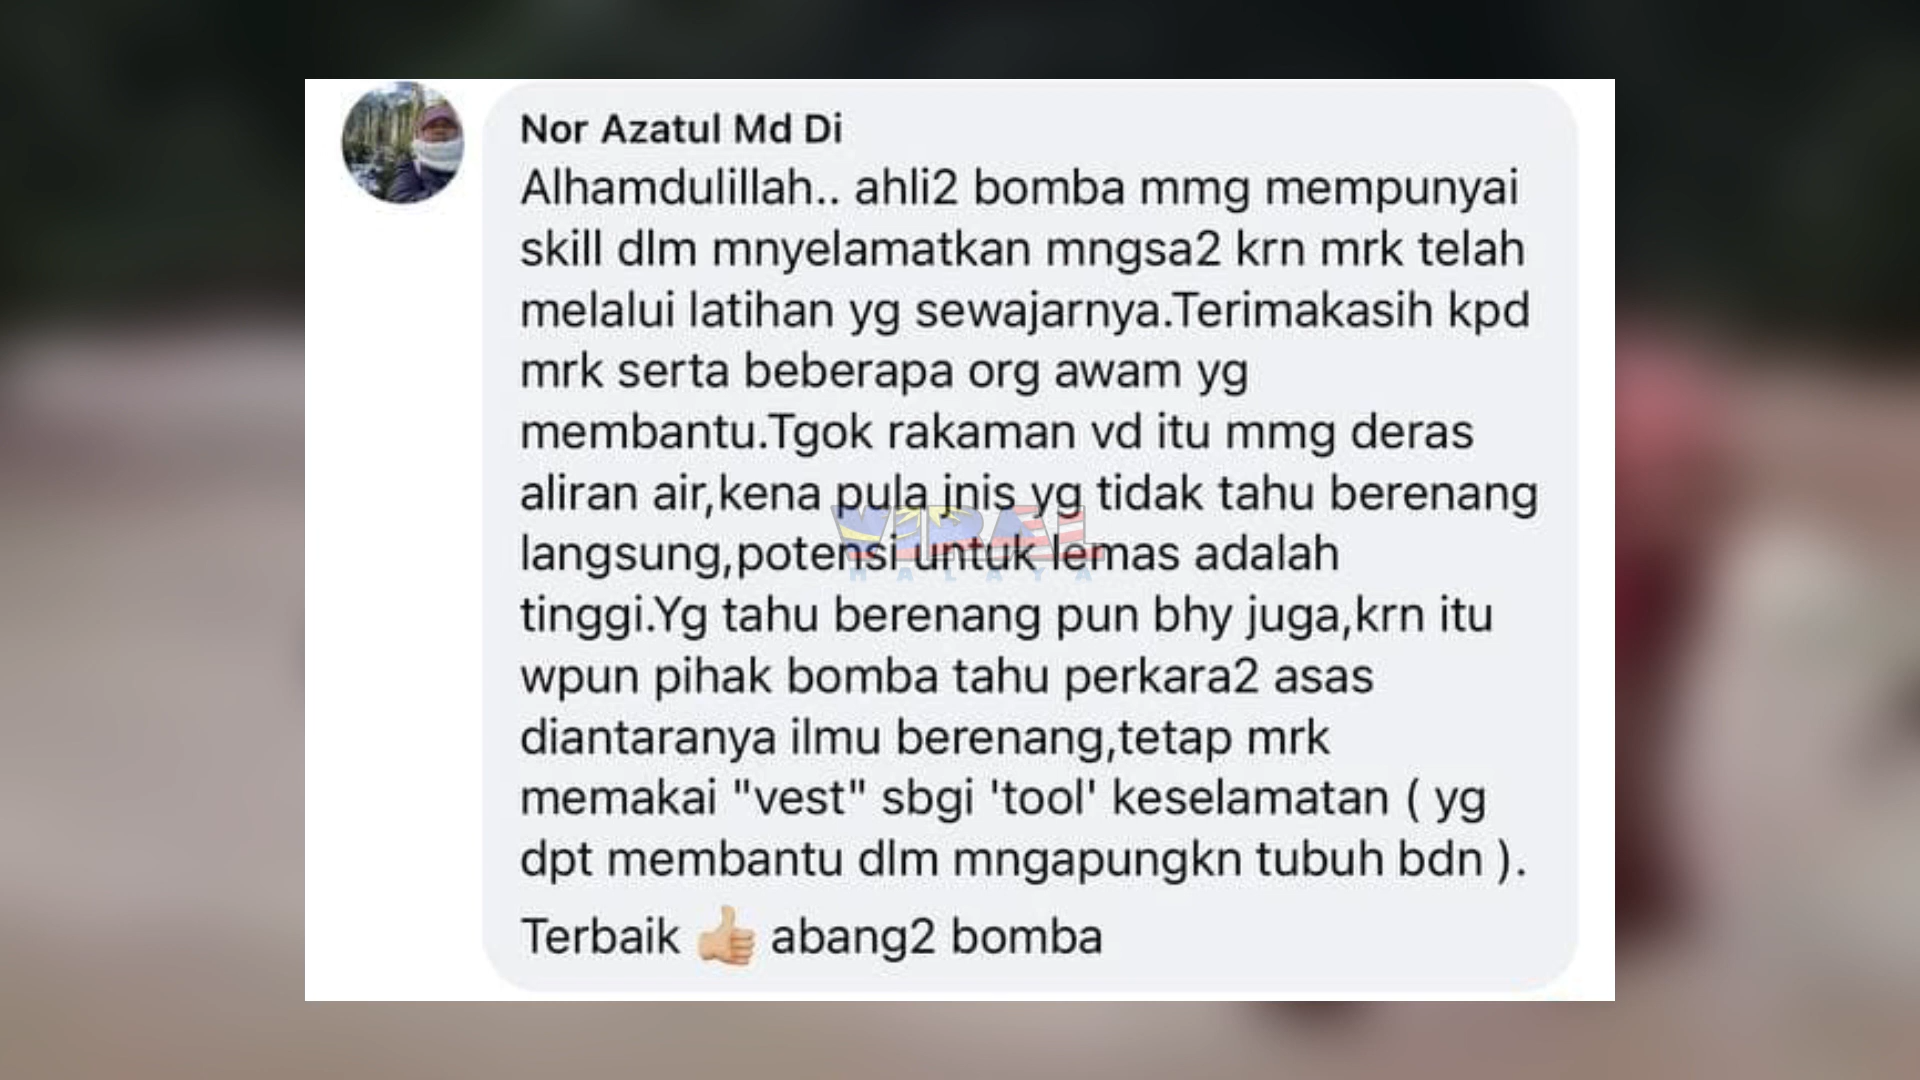 Nor Azatul Md Di
Alhamdulillah.. ahli2 bomba mmg mempunyai
skill dlm mnyelamatkan mngsa2 krn mrk telah
melalui latihan yg sewajarnya.Terimakasih kpd
mrk serta beberapa org awam yg
membantu.Tgok rakaman vd itu mmg deras
aliran air,kena pula jnis yg tidak tahu berenang
langsung,potensi untuk lemas adalah
tinggi.Yg tahu berenang pun bhy juga,krn itu
wpun pihak bomba tahu perkara2 asas
diantaranya ilmu berenang,tetap mrk
memakai "vest" sbgi 'tool' keselamatan ( yg
dpt membantu dlm mngapungkn tubuh bdn ).
Terbaik 👍🏼 abang2 bomba
VIRAL
MALAYA